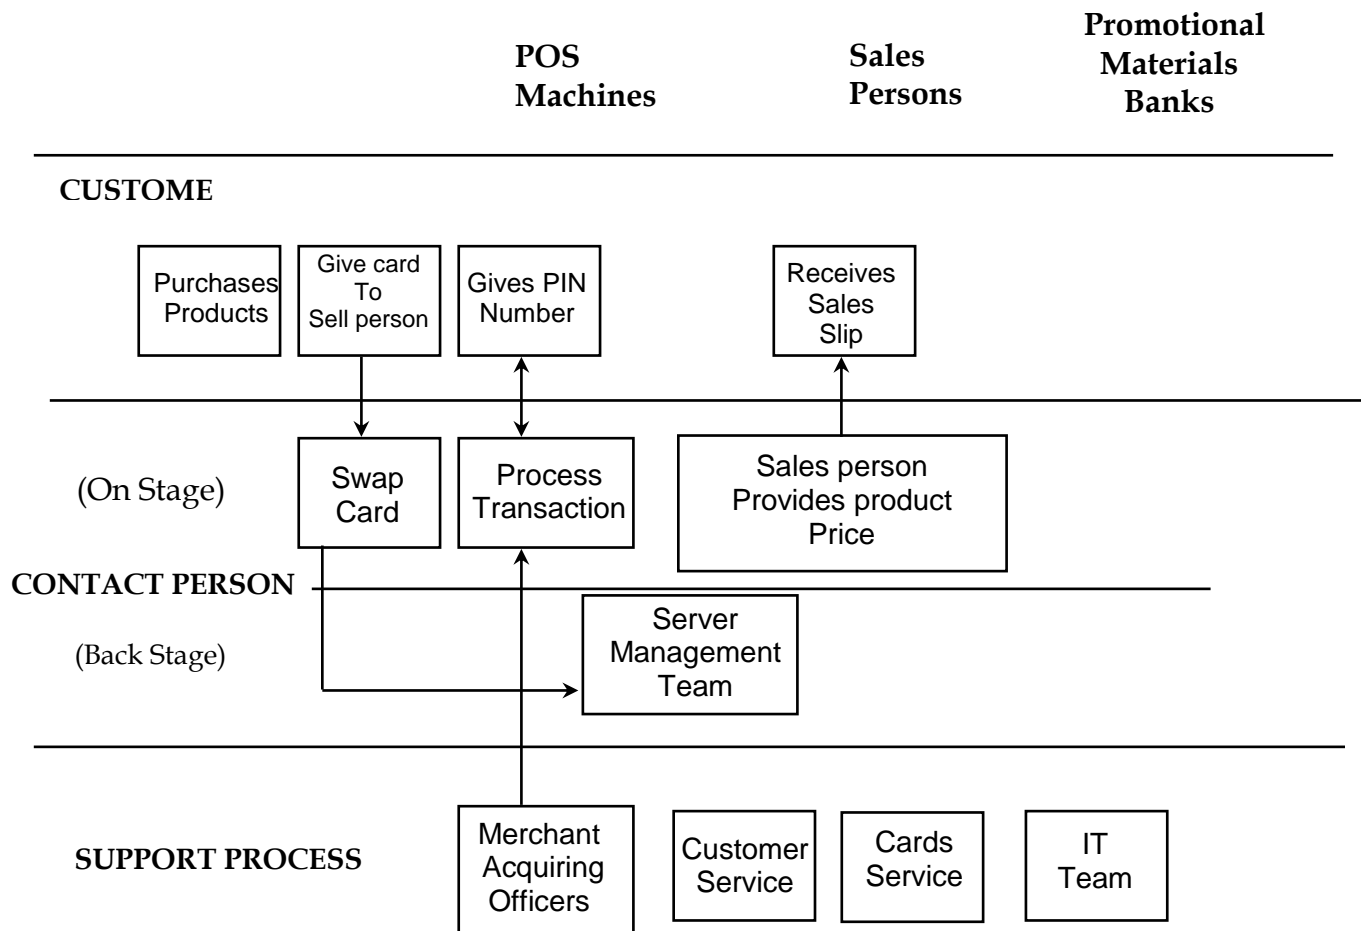 POS
Machines
Sales
Persons
Promotional
Materials
Banks
CUSTOME
Purchases
Products
Give card
To
Sell person
Gives PIN
Number
Receives
Sales
Slip
(On Stage)
Swap
Card
Process
Transaction
Sales person
Provides product
Price
CONTACT PERSON
(Back Stage)
Server
Management
Team
SUPPORT PROCESS
Merchant
Acquiring
Officers
Customer
Service
Cards
Service
IT
Team